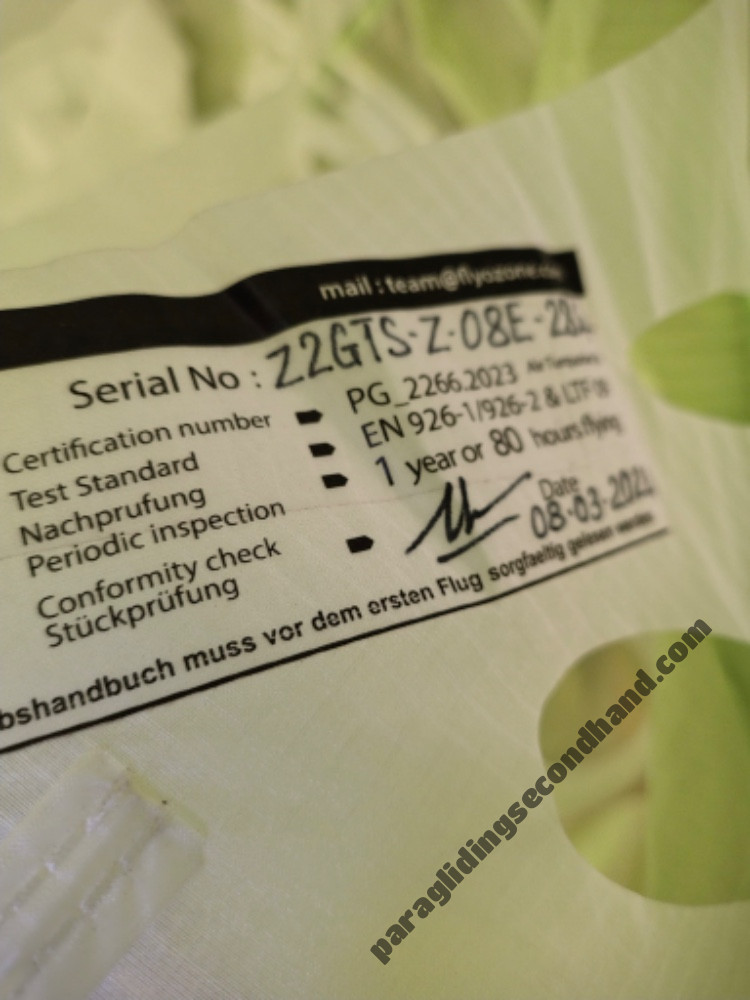 mail : team@flyozone.com
Serial No : Z2GTS-Z-08E-
Certification number PG_2266.2023
Test Standard EN 926-1/926-2 & LTF
Nachprufung 1 year or 80 hours flying
Periodic inspection
Date
Conformity check 08-03-
Stückprüfung
bshandbuch muss vor dem ersten Flug sorgfaeltig gelesen werden
paraglidingsecondhand.com